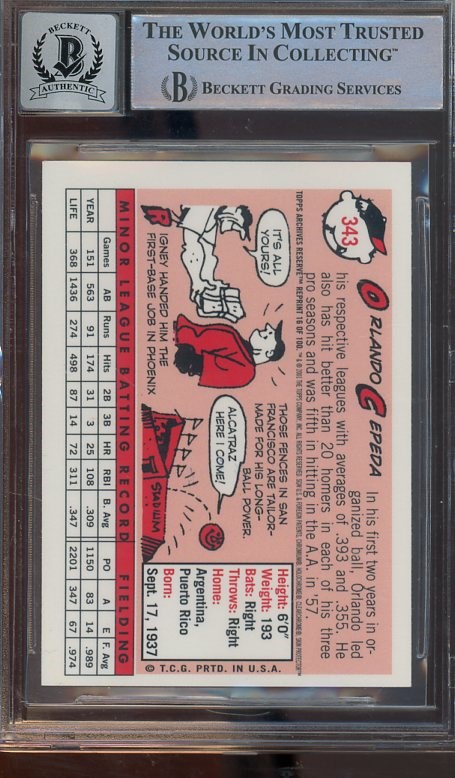 BECKETT
B
AUTHENTIC
THE WORLD'S MOST TRUSTED
SOURCE IN COLLECTING™
B BECKETT GRADING SERVICES
343
ORLANDO CEPEDA
In his first two years in or-
ganized ball, Orlando led
his respective leagues with averages of .393 and .355. He
also has hit better than 20 homers in each of his three
pro seasons and was fifth in hitting in the A.A. in '57.
TOPPS ARCHIVES RESERVE™ REPRINT 16 OF 100.
IT'S ALL
YOURS!
RIGNEY HANDED HIM THE
FIRST-BASE JOB IN PHOENIX
THOSE FENCES IN SAN
FRANCISCO ARE TAILOR-
MADE FOR HIS LONG-
BALL POWER.
ALCATRAZ
HERE I COME!
STADIUM
Height: 6'0"
Weight: 193
Bats: Right
Throws: Right
Home:
Argentina,
Puerto Rico
Born:
Sept. 17, 1937
MINOR LEAGUE BATTING RECORD FIELDING
Games AB Runs Hits 2B 3B HR RBI B. Avg PO A E F. Avg
YEAR 151 563 91 174 31 3 25 108 .309 1150 83 14 .989
LIFE 368 1436 274 498 87 14 72 311 .347 2201 347 67 .974
© T.C.G. PRTD. IN U.S.A.